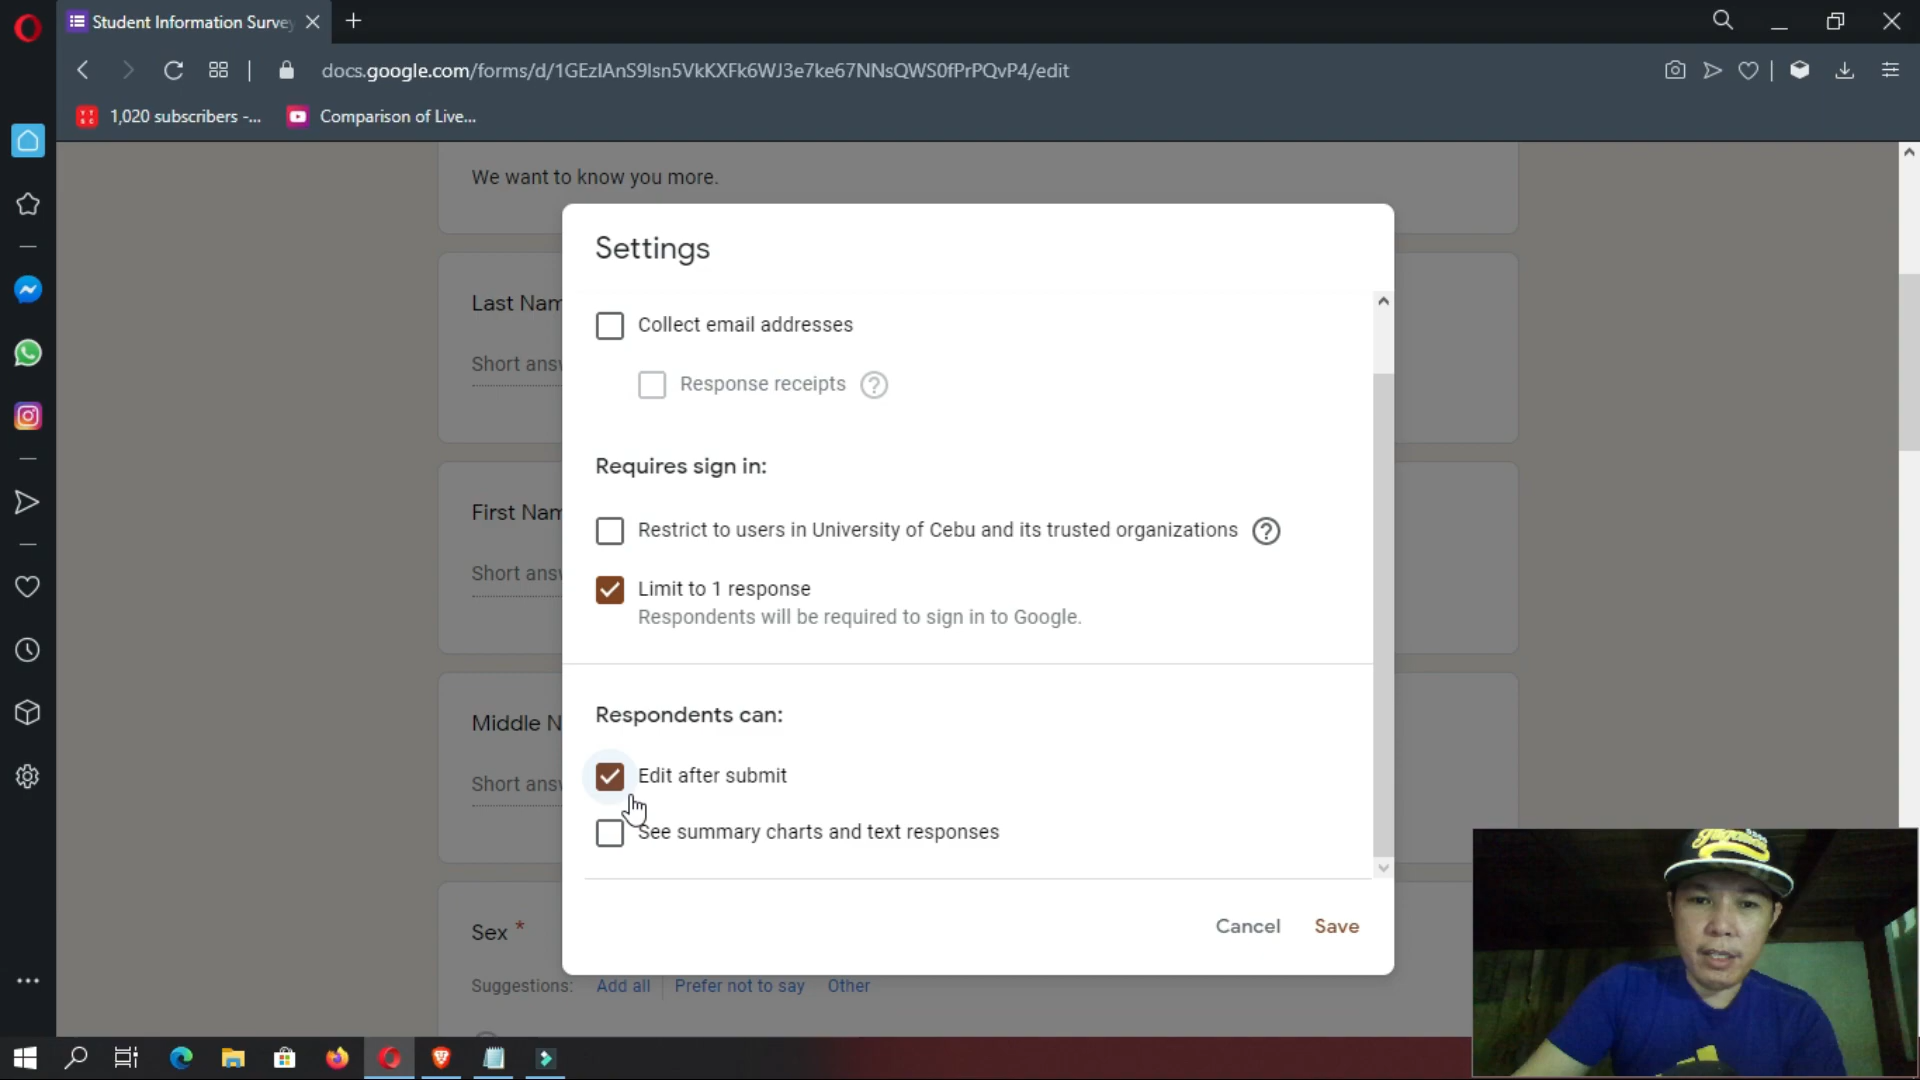 Student Information Survey
docs.google.com/forms/d/1GEzlAnS9lsn5VkKXFk6WJ3e7ke67NNsQWS0fPrPQvP4/edit
1,020 subscribers -...
Comparison of Live...
We want to know you more.
Settings
Collect email addresses
Response receipts
Requires sign in:
Restrict to users in University of Cebu and its trusted organizations
Limit to 1 response
Respondents will be required to sign in to Google.
Respondents can:
Edit after submit
See summary charts and text responses
Cancel
Save
Last Nam
Short answ
First Nam
Short answ
Middle N
Short answ
Sex *
Suggestions:
Add all
Prefer not to say
Other